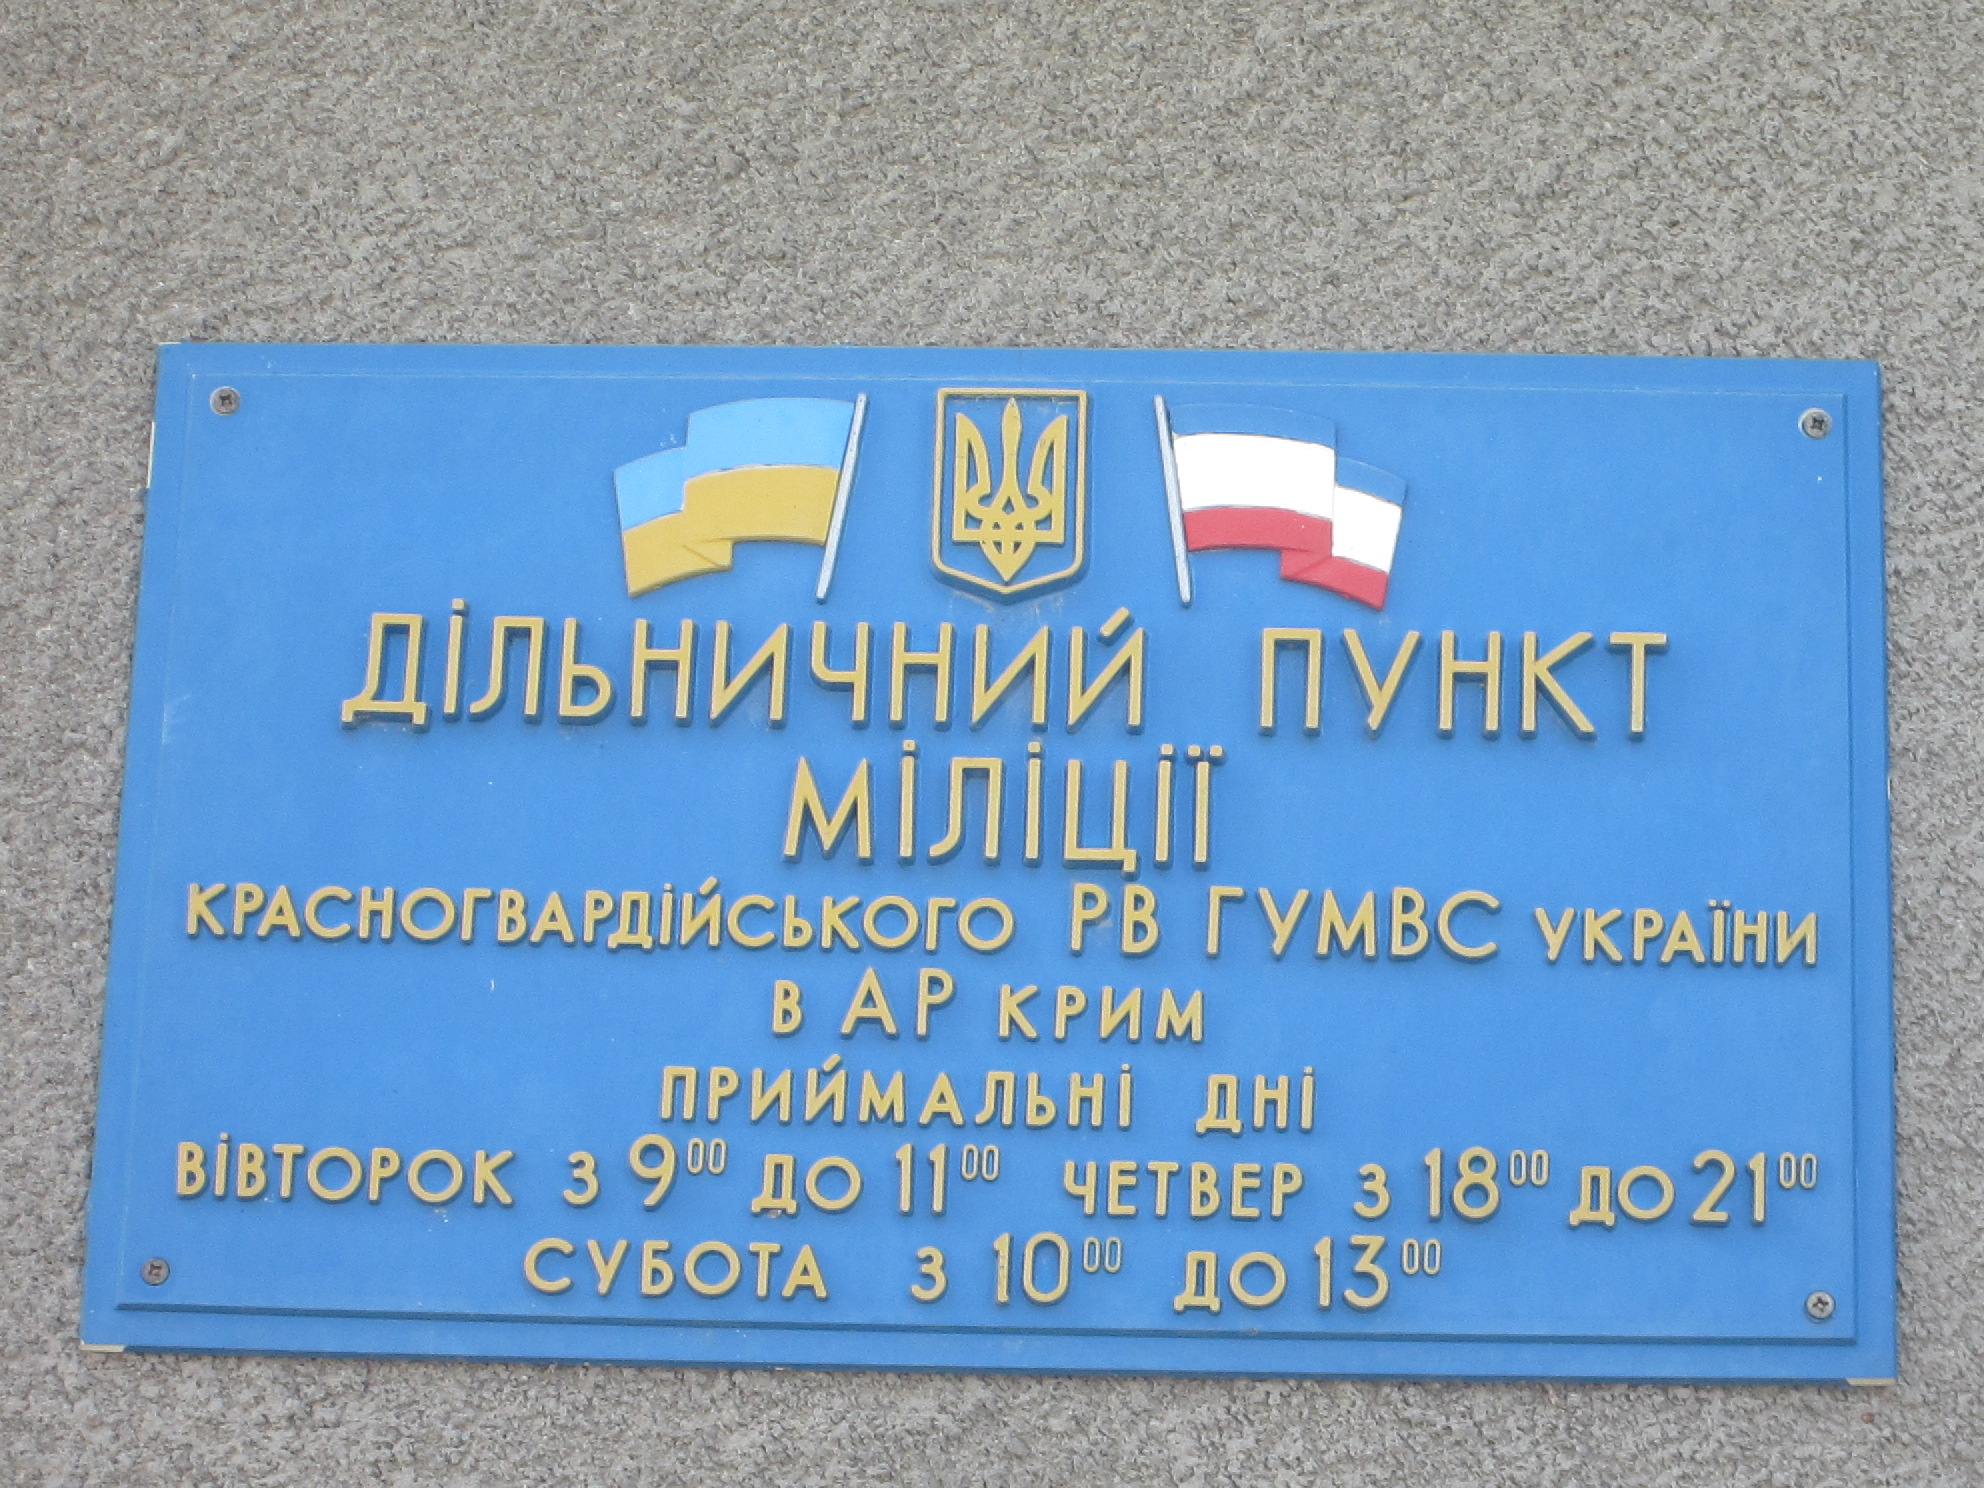 ДІЛЬНИЧНИЙ ПУНКТ
МІЛІЦІЇ
КРАСНОГВАРДІЙСЬКОГО РВ ГУМВС УКРАЇНИ
В АР КРИМ
ПРИЙМАЛЬНІ ДНІ
ВІВТОРОК З 9⁰⁰ ДО 11⁰⁰ ЧЕТВЕР З 18⁰⁰ ДО 21⁰⁰
СУБОТА З 10⁰⁰ ДО 13⁰⁰